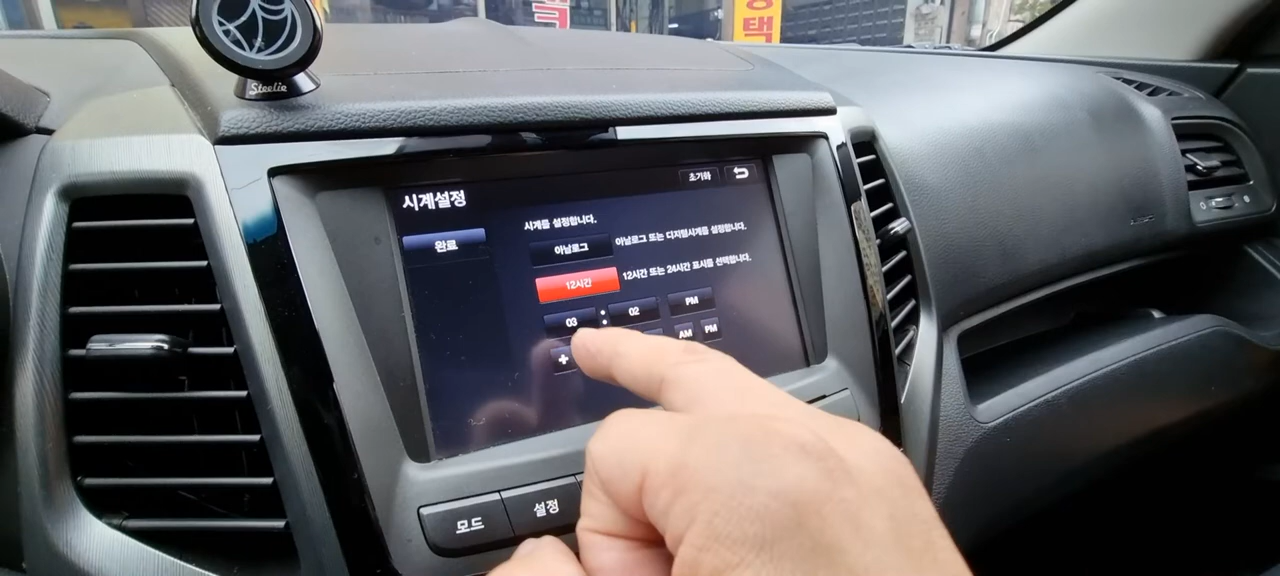 택
Steelie
초기화
시계설정
시계를 설정합니다.
완료
아날로그
아날로그 또는 디지털시계를 설정합니다.
12시간
12시간 또는 24시간 표시를 선택합니다.
03 : 02 PM
+
AM PM
모드
설정